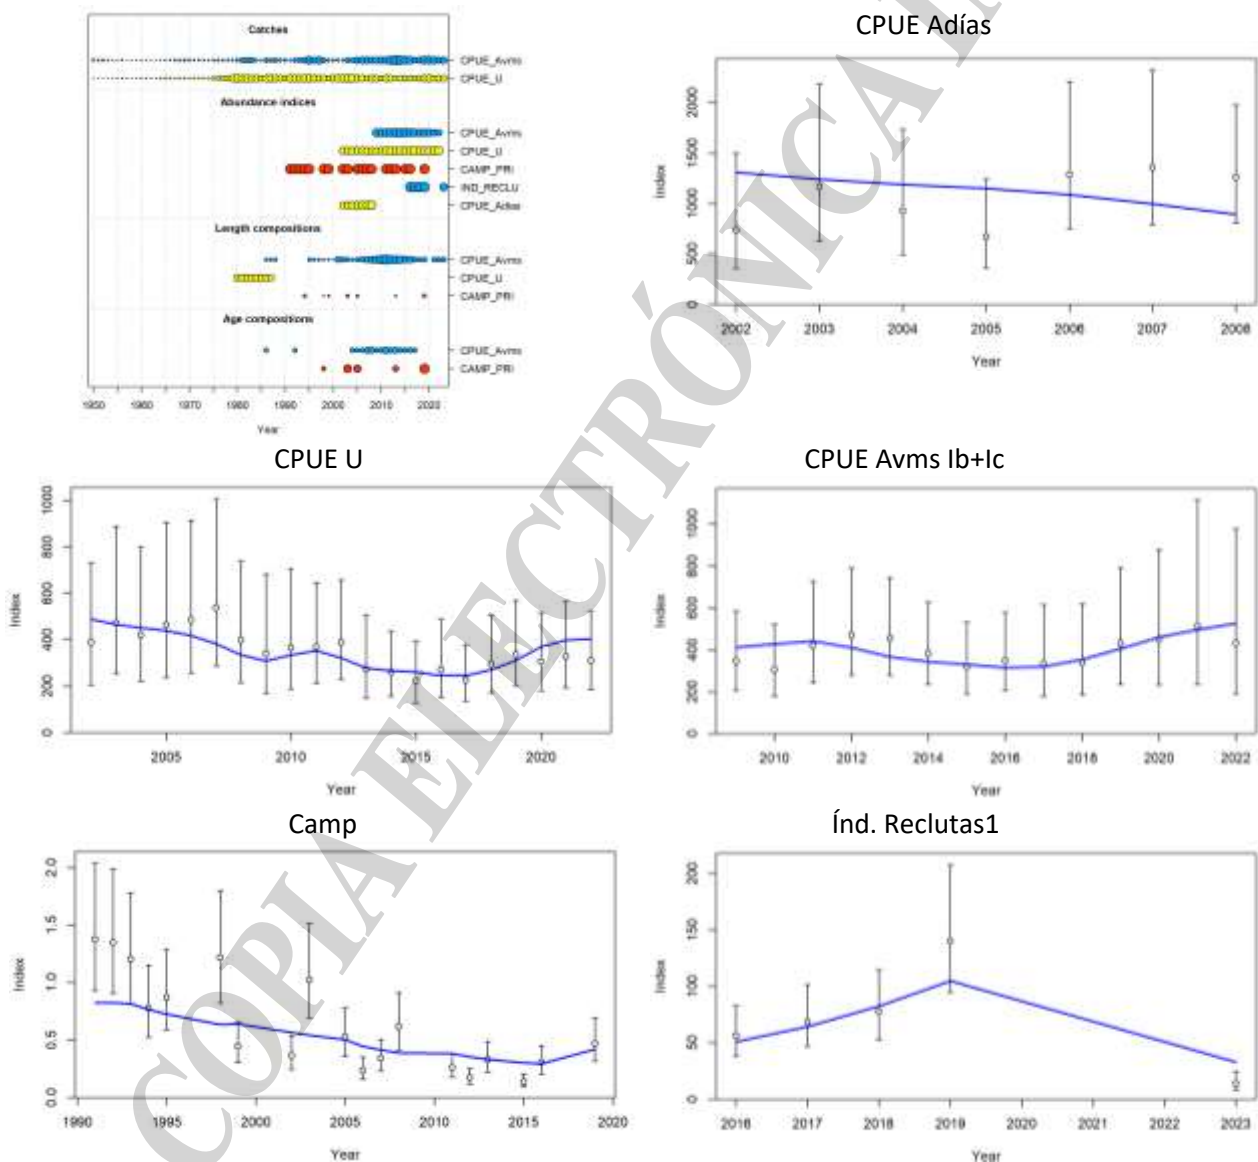 Catches
CPUE_Avms
CPUE_U
Abundance indices
CPUE_Avms
CPUE_U
CAMP_PRI
IND_RECLU
CPUE_Adias
Length compositions
CPUE_Avms
CPUE_U
CAMP_PRI
Age compositions
CPUE_Avms
CAMP_PRI
1950 1960 1970 1980 1990 2000 2010 2020
Year
CPUE Adías
Index
0 500 1000 1500 2000
2002 2003 2004 2005 2006 2007 2008
Year
CPUE U
Index
0 200 400 600 800 1000
2005 2010 2015 2020
Year
CPUE Avms Ib+Ic
Index
0 200 400 600 800 1000
2010 2012 2014 2016 2018 2020 2022
Year
Camp
Index
0.0 0.5 1.0 1.5 2.0
1990 1995 2000 2005 2010 2015 2020
Year
Índ. Reclutas1
Index
0 50 100 150 200
2016 2017 2018 2019 2020 2021 2022 2023
Year
COPIA ELECTRÓNICA